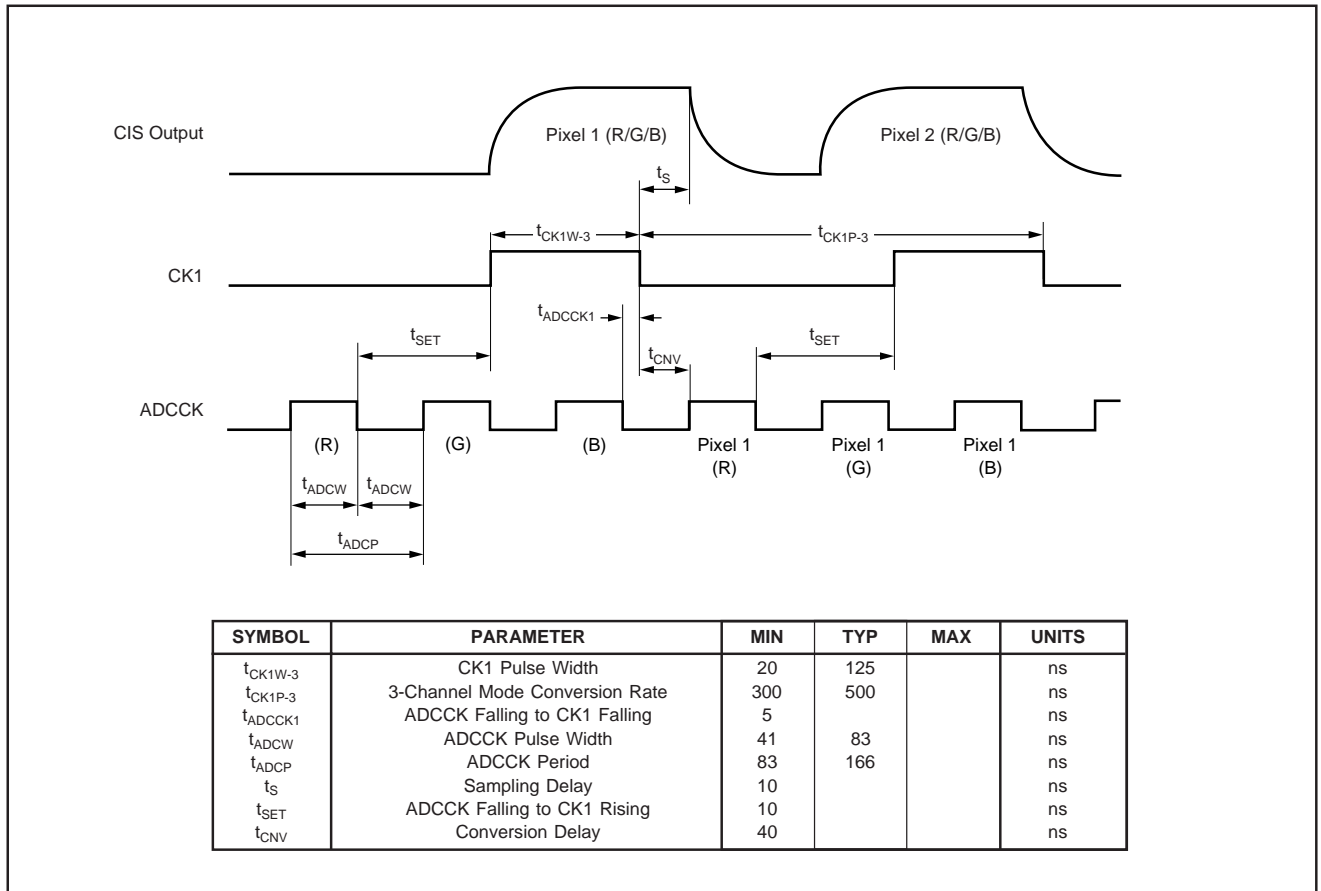 CIS Output
Pixel 1 (R/G/B)
Pixel 2 (R/G/B)
tS
tCK1W-3
tCK1P-3
CK1
tADCCK1
tSET
tCNV
tSET
ADCCK
(R)
(G)
(B)
Pixel 1
(R)
Pixel 1
(G)
Pixel 1
(B)
tADCW
tADCW
tADCP
SYMBOL PARAMETER MIN TYP MAX UNITS
tCK1W-3 CK1 Pulse Width 20 125 ns
tCK1P-3 3-Channel Mode Conversion Rate 300 500 ns
tADCCK1 ADCCK Falling to CK1 Falling 5 ns
tADCW ADCCK Pulse Width 41 83 ns
tADCP ADCCK Period 83 166 ns
tS Sampling Delay 10 ns
tSET ADCCK Falling to CK1 Rising 10 ns
tCNV Conversion Delay 40 ns